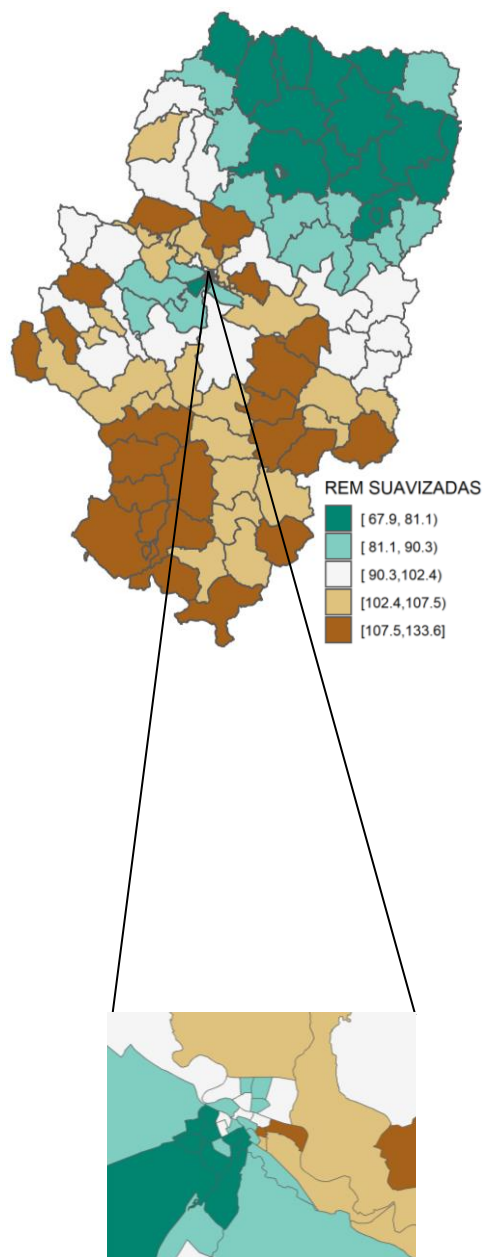 REM SUAVIZADAS
[ 67.9, 81.1)
[ 81.1, 90.3)
[ 90.3,102.4)
[102.4,107.5)
[107.5,133.6]